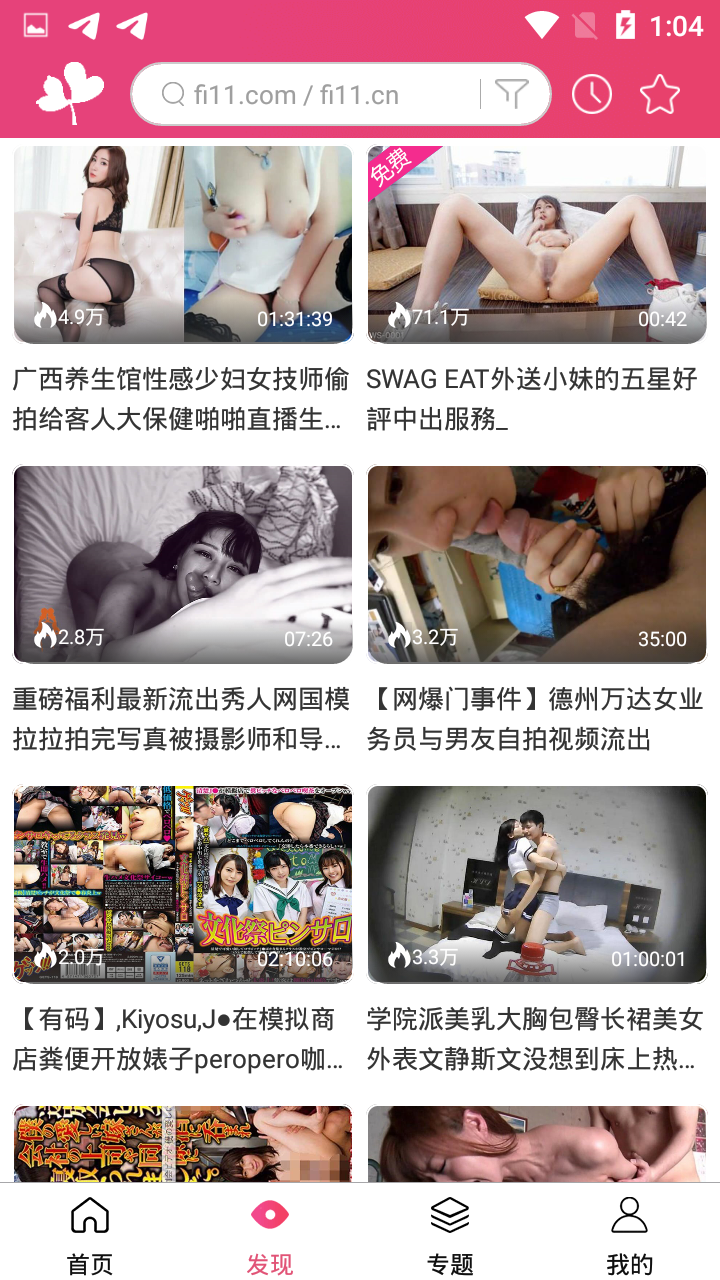 1:04
fi11.com / fi11.cn
免费
4.9万
01:31:39
71.1万
00:42
广西养生馆性感少妇女技师偷
拍给客人大保健啪啪直播生...
SWAG EAT外送小妹的五星好
評中出服務_
2.8万
07:26
3.2万
35:00
重磅福利最新流出秀人网国模
拉拉拍完写真被摄影师和导...
【网爆门事件】德州万达女业
务员与男友自拍视频流出
文化祭ピンサロ
2.0万
02:10:06
3.3万
01:00:01
【有码】,Kiyosu,J●在模拟商
店粪便开放婊子peropero咖...
学院派美乳大胸包臀长裙美女
外表文静斯文没想到床上热...
首页
发现
专题
我的